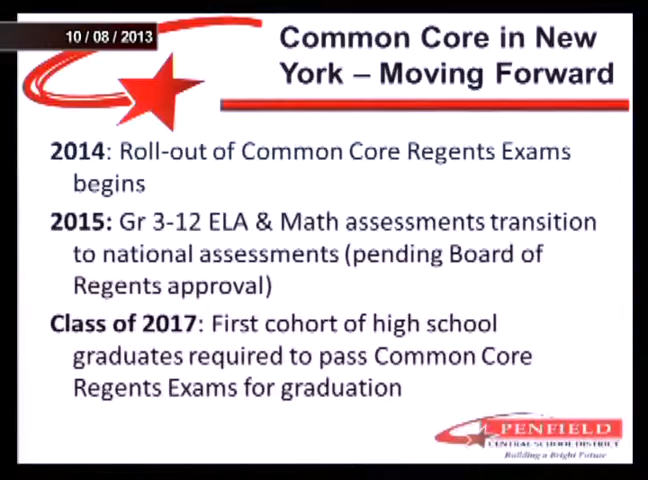 10 / 08 / 2013
Common Core in New
York – Moving Forward
2014: Roll-out of Common Core Regents Exams
begins
2015: Gr 3-12 ELA & Math assessments transition
to national assessments (pending Board of
Regents approval)
Class of 2017: First cohort of high school
graduates required to pass Common Core
Regents Exams for graduation
PENFIELD
CENTRAL SCHOOL DISTRICT
Building a Bright Future